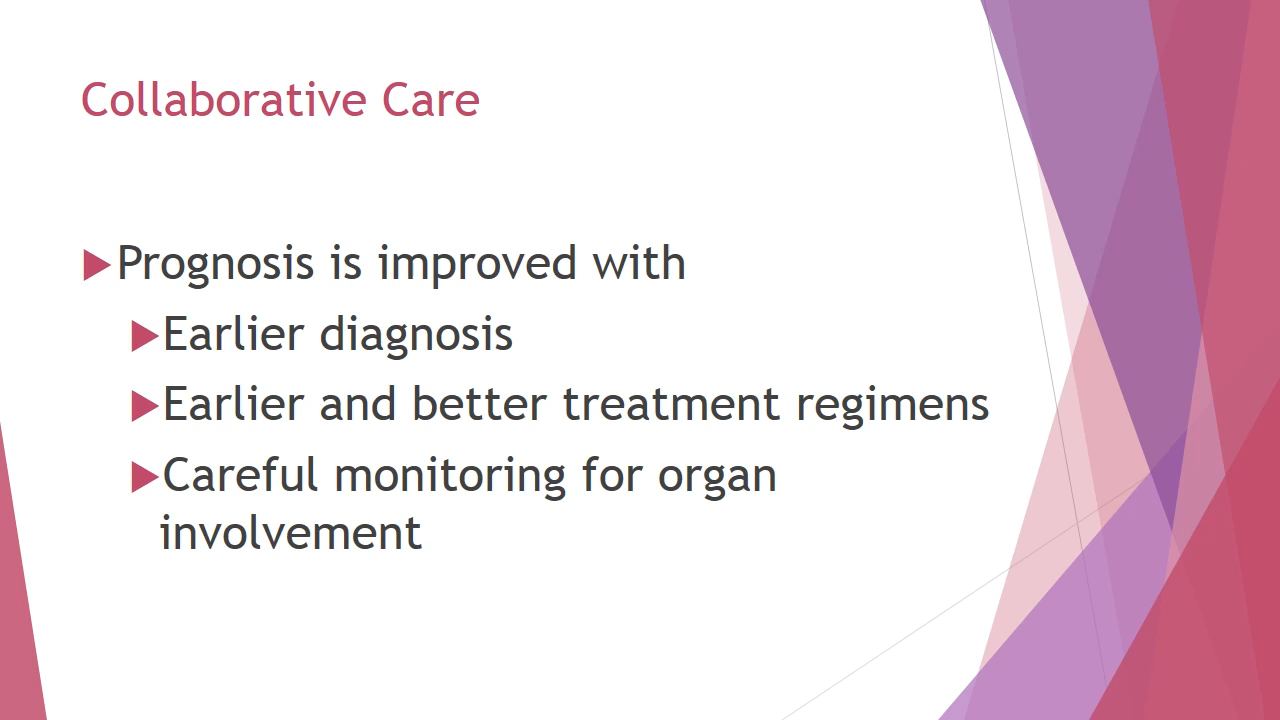 Collaborative Care
Prognosis is improved with
Earlier diagnosis
Earlier and better treatment regimens
Careful monitoring for organ
involvement